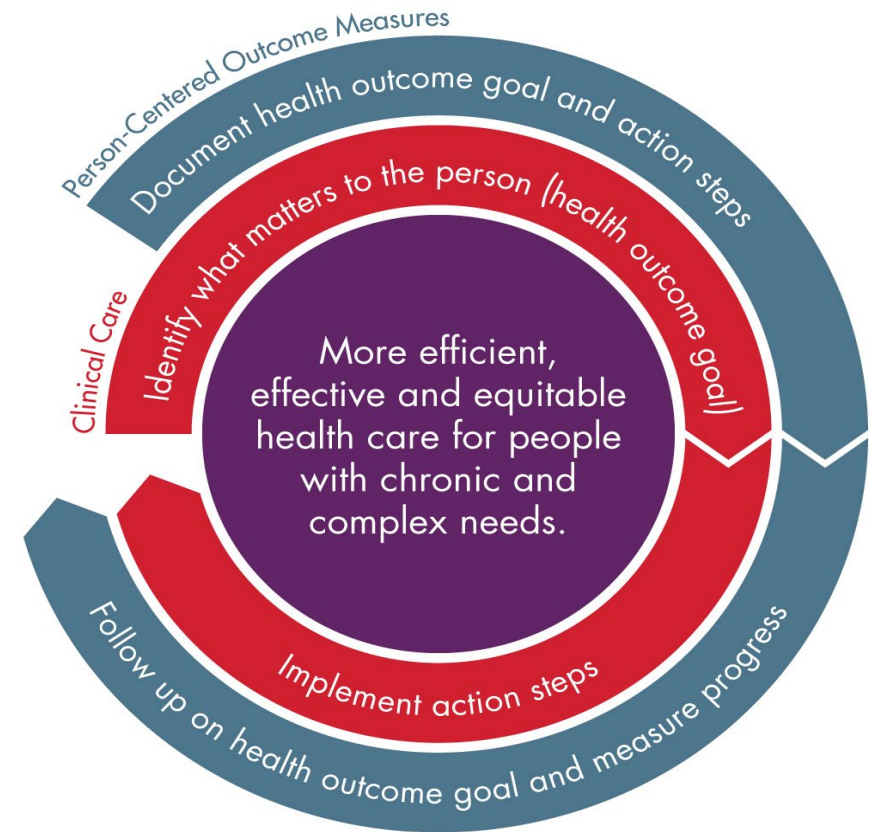 Person-Centered Outcome Measures
Document health outcome goal and action steps
Clinical Care
Identify what matters to the person (health outcome goal)
More efficient,
effective and equitable
health care for people
with chronic and
complex needs.
Implement action steps
Follow up on health outcome goal and measure progress